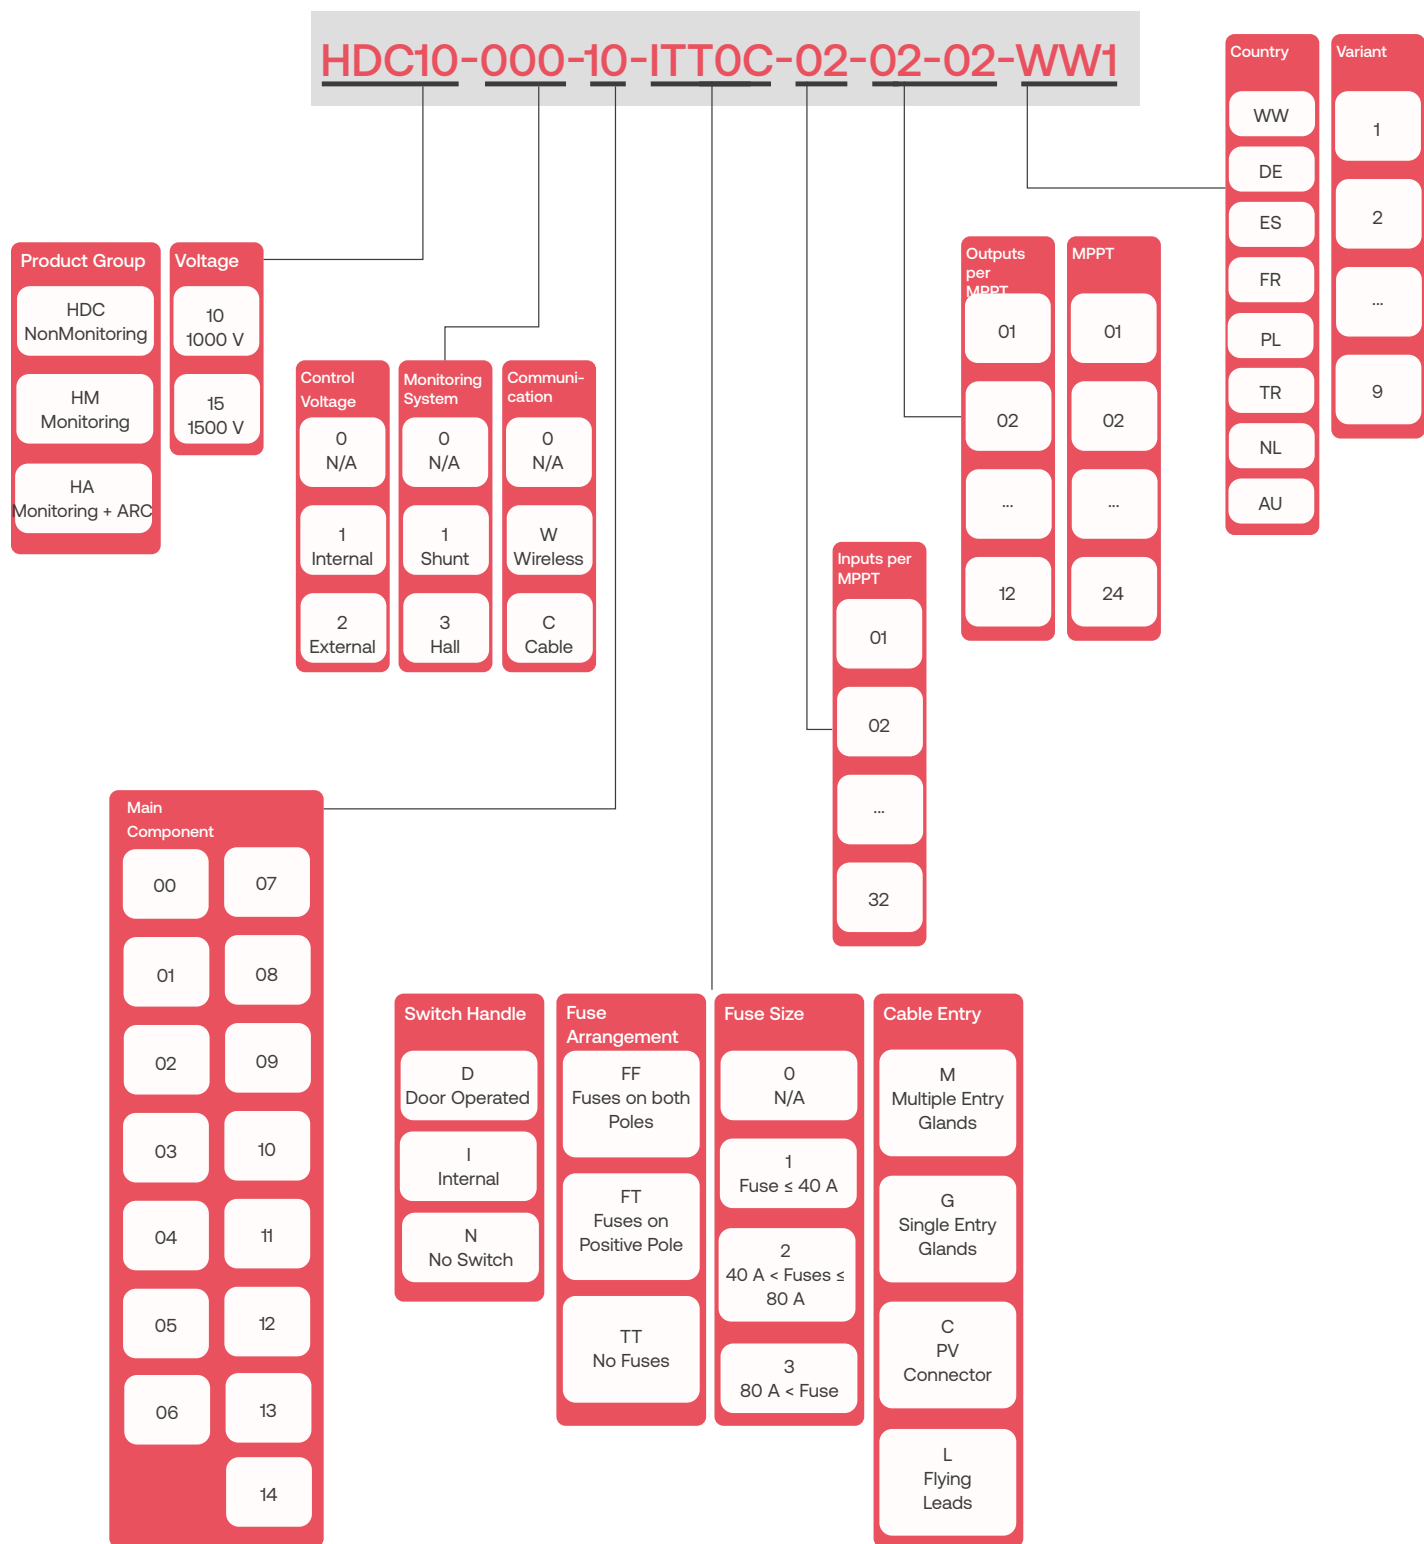 HDC10-000-10-ITT0C-02-02-02-WW1
Product Group
HDC
NonMonitoring
HM
Monitoring
HA
Monitoring + ARC
Voltage
10
1000 V
15
1500 V
Control
Voltage
0
N/A
1
Internal
2
External
Monitoring
System
0
N/A
1
Shunt
3
Hall
Communi-
cation
0
N/A
W
Wireless
C
Cable
Main
Component
00
01
02
03
04
05
06
07
08
09
10
11
12
13
14
Switch Handle
D
Door Operated
I
Internal
N
No Switch
Fuse
Arrangement
FF
Fuses on both
Poles
FT
Fuses on
Positive Pole
TT
No Fuses
Fuse Size
0
N/A
1
Fuse ≤ 40 A
2
40 A < Fuses ≤
80 A
3
80 A < Fuse
Cable Entry
M
Multiple Entry
Glands
G
Single Entry
Glands
C
PV
Connector
L
Flying
Leads
Inputs per
MPPT
01
02
...
32
Outputs
per
MPPT
01
02
...
12
MPPT
01
02
...
24
Country
WW
DE
ES
FR
PL
TR
NL
AU
Variant
1
2
...
9